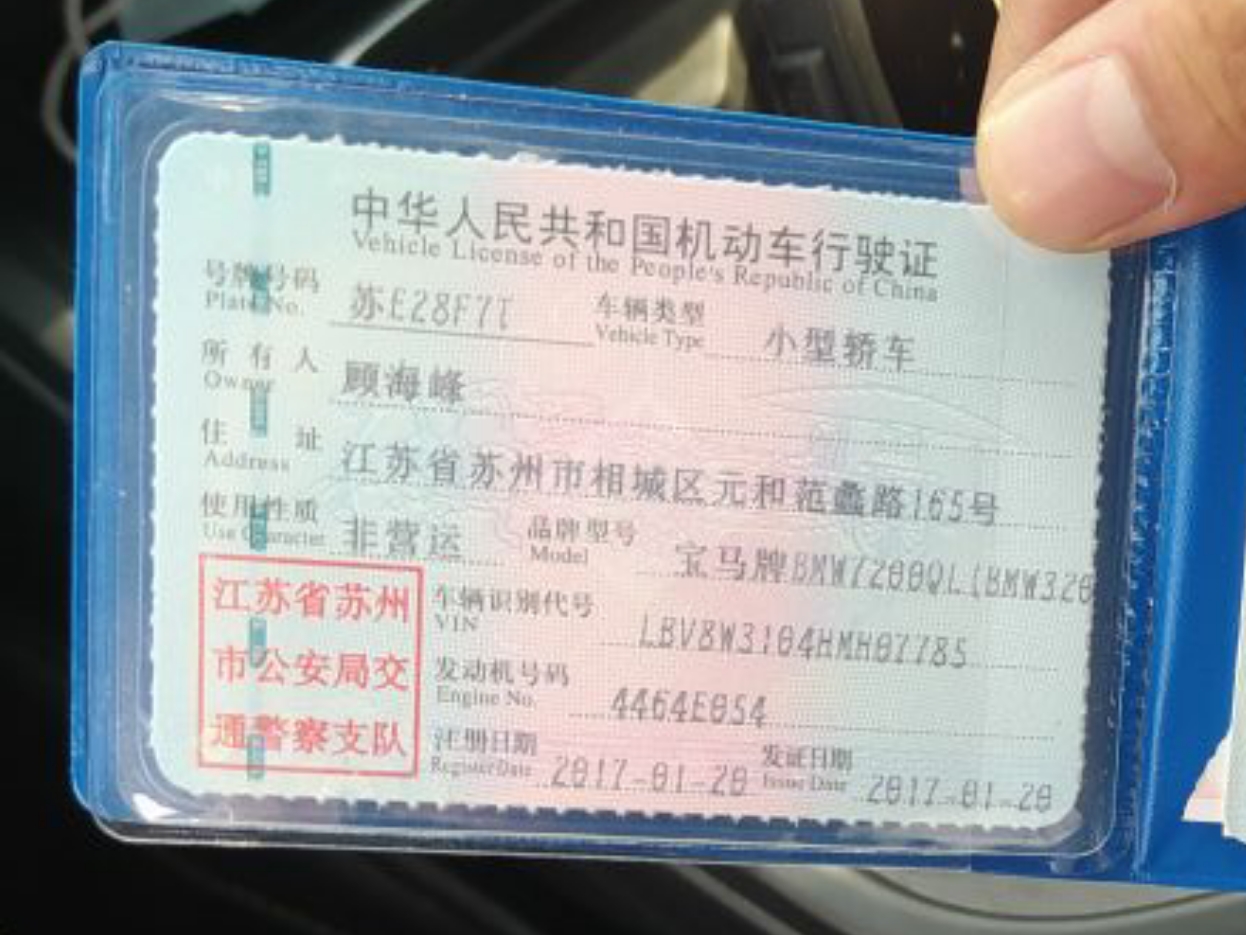 中华人民共和国机动车行驶证
Vehicle License of the People's Republic of China
号牌号码 苏E28F7T 车辆类型 小型轿车
Plate No. Vehicle Type
所有人 顾海峰
Owner
住址 江苏省苏州市相城区元和范蠡路165号
Address
使用性质 非营运 品牌型号 宝马牌BMW7200QL(BMW320
Use Character Model
江苏省苏州
市公安局交
通警察支队
车辆识别代号 LBV8W3104HMH07785
VIN
发动机号码 4464E054
Engine No.
注册日期 2017-01-20 发证日期 2017-01-20
Register Date Issue Date